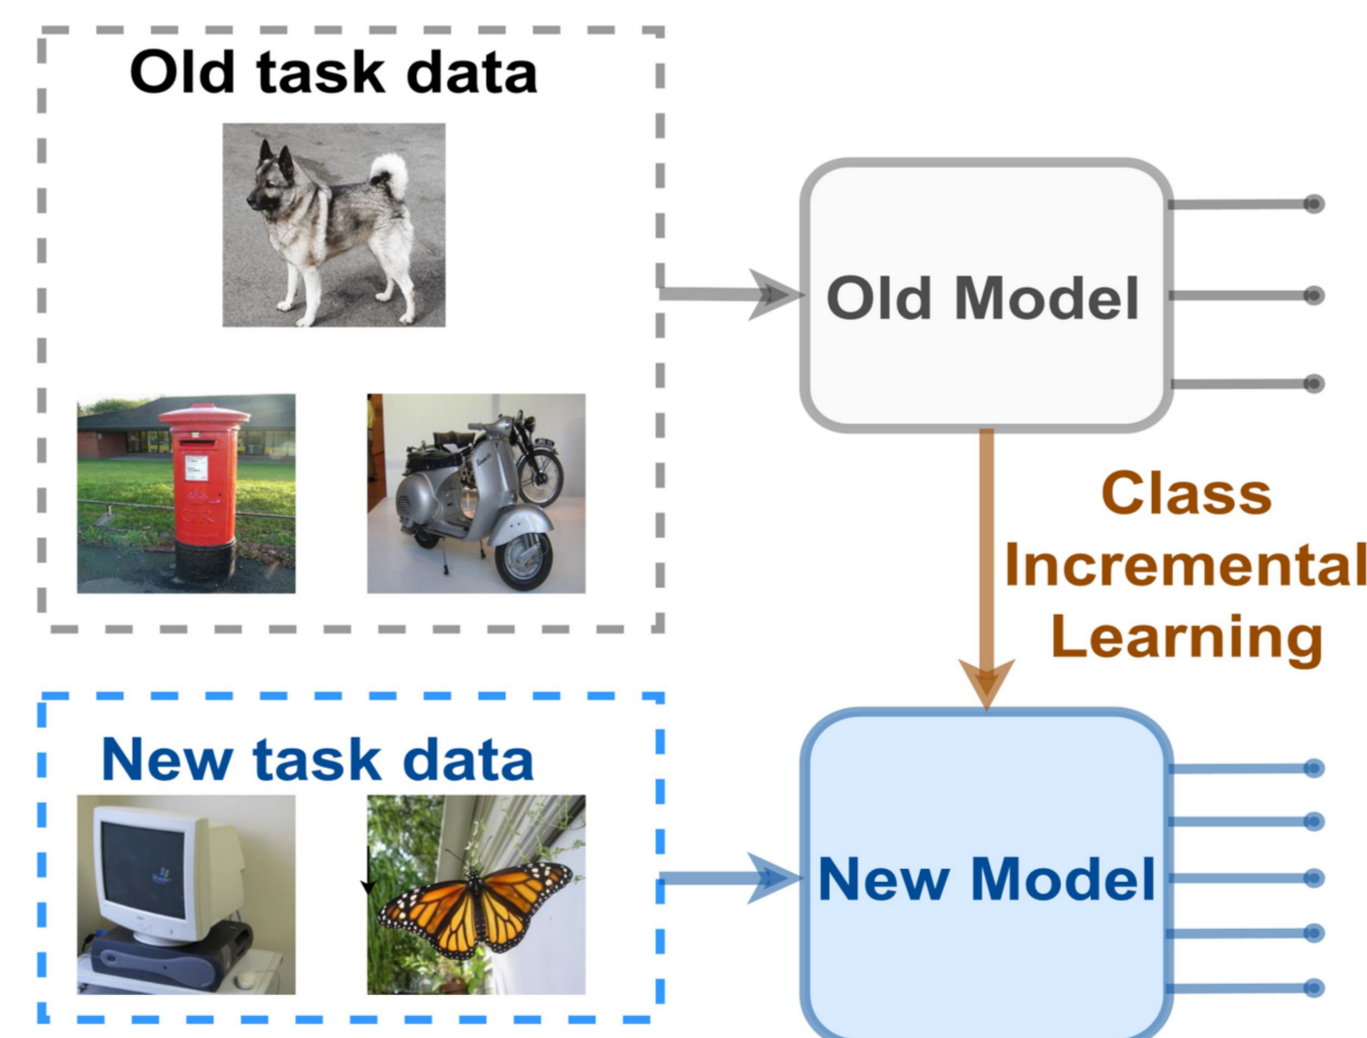 Old task data
Old Model
Class
Incremental
Learning
New task data
New Model